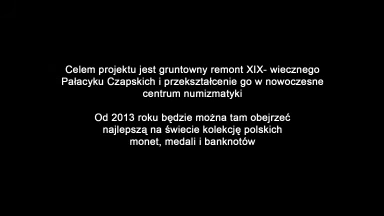 Celem projektu jest gruntowny remont XIX- wiecznego
Pałacyku Czapskich i przekształcenie go w nowoczesne
centrum numizmatyki
Od 2013 roku będzie można tam obejrzeć
najlepszą na świecie kolekcję polskich
monet, medali i banknotów